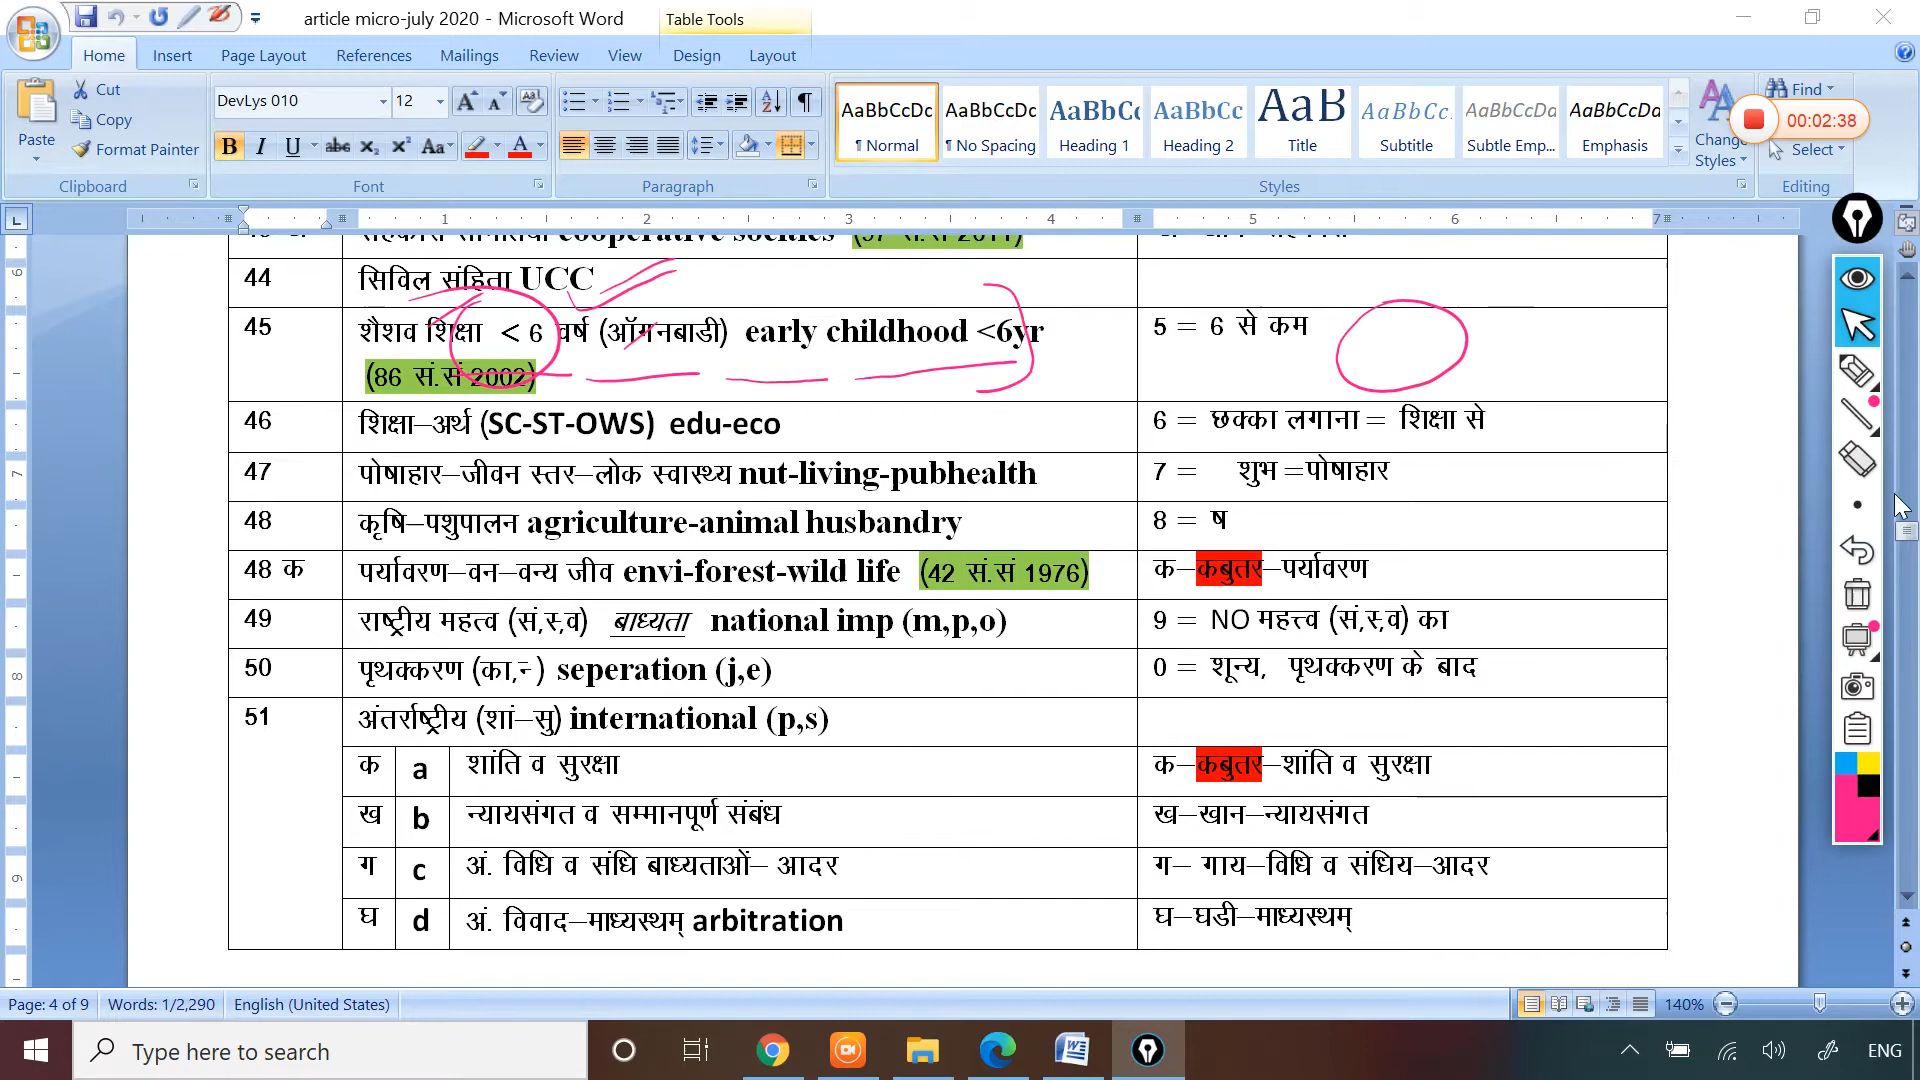 article micro-july 2020 - Microsoft Word
Table Tools
Home Insert Page Layout References Mailings Review View Design Layout
Paste
Cut
Copy
Format Painter
Clipboard
DevLys 010 12
Font
Paragraph
AaBbCcDc AaBbCcDc AaBbC AaBbCc AaB AaBbCc. AaBbCcDa AaBbCcDa
¶ Normal ¶ No Spacing Heading 1 Heading 2 Title Subtitle Subtle Emp... Emphasis
Styles
Change Styles
Find
Select
Editing
00:02:38
1 2 3 4 5 6 7
cooperative
44 सिविल संहिता UCC
45 शैशव शिक्षा < 6 वर्ष (ऑगनबाडी) early childhood <6yr 5 = 6 से कम
(86 सं.सं 2002)
46 शिक्षा–अर्थ (SC-ST-OWS) edu-eco 6 = छक्का लगाना = शिक्षा से
47 पोषाहार–जीवन स्तर–लोक स्वास्थ्य nut-living-pubhealth 7 = शुभ =पोषाहार
48 कृषि–पशुपालन agriculture-animal husbandry 8 = ष
48 क पर्यावरण–वन–वन्य जीव envi-forest-wild life (42 सं.सं 1976) क–कबुतर–पर्यावरण
49 राष्ट्रीय महत्व (सं,स्,व) बाध्यता national imp (m,p,o) 9 = NO महत्त्व (सं,स्,व) का
50 पृथक्करण (का,न्) seperation (j,e) 0 = शून्य, पृथक्करण के बाद
51 अंतर्राष्ट्रीय (शां–सु) international (p,s)
क a शांति व सुरक्षा क–कबुतर–शांति व सुरक्षा
ख b न्यायसंगत व सम्मानपूर्ण संबंध ख–खान–न्यायसंगत
ग c अं. विधि व संधि बाध्यताओं– आदर ग– गाय–विधि व संधिय–आदर
घ d अं. विवाद–माध्यस्थम् arbitration घ–घडी–माध्यस्थम्
Page: 4 of 9 Words: 1/2,290 English (United States) 140%
Type here to search ENG